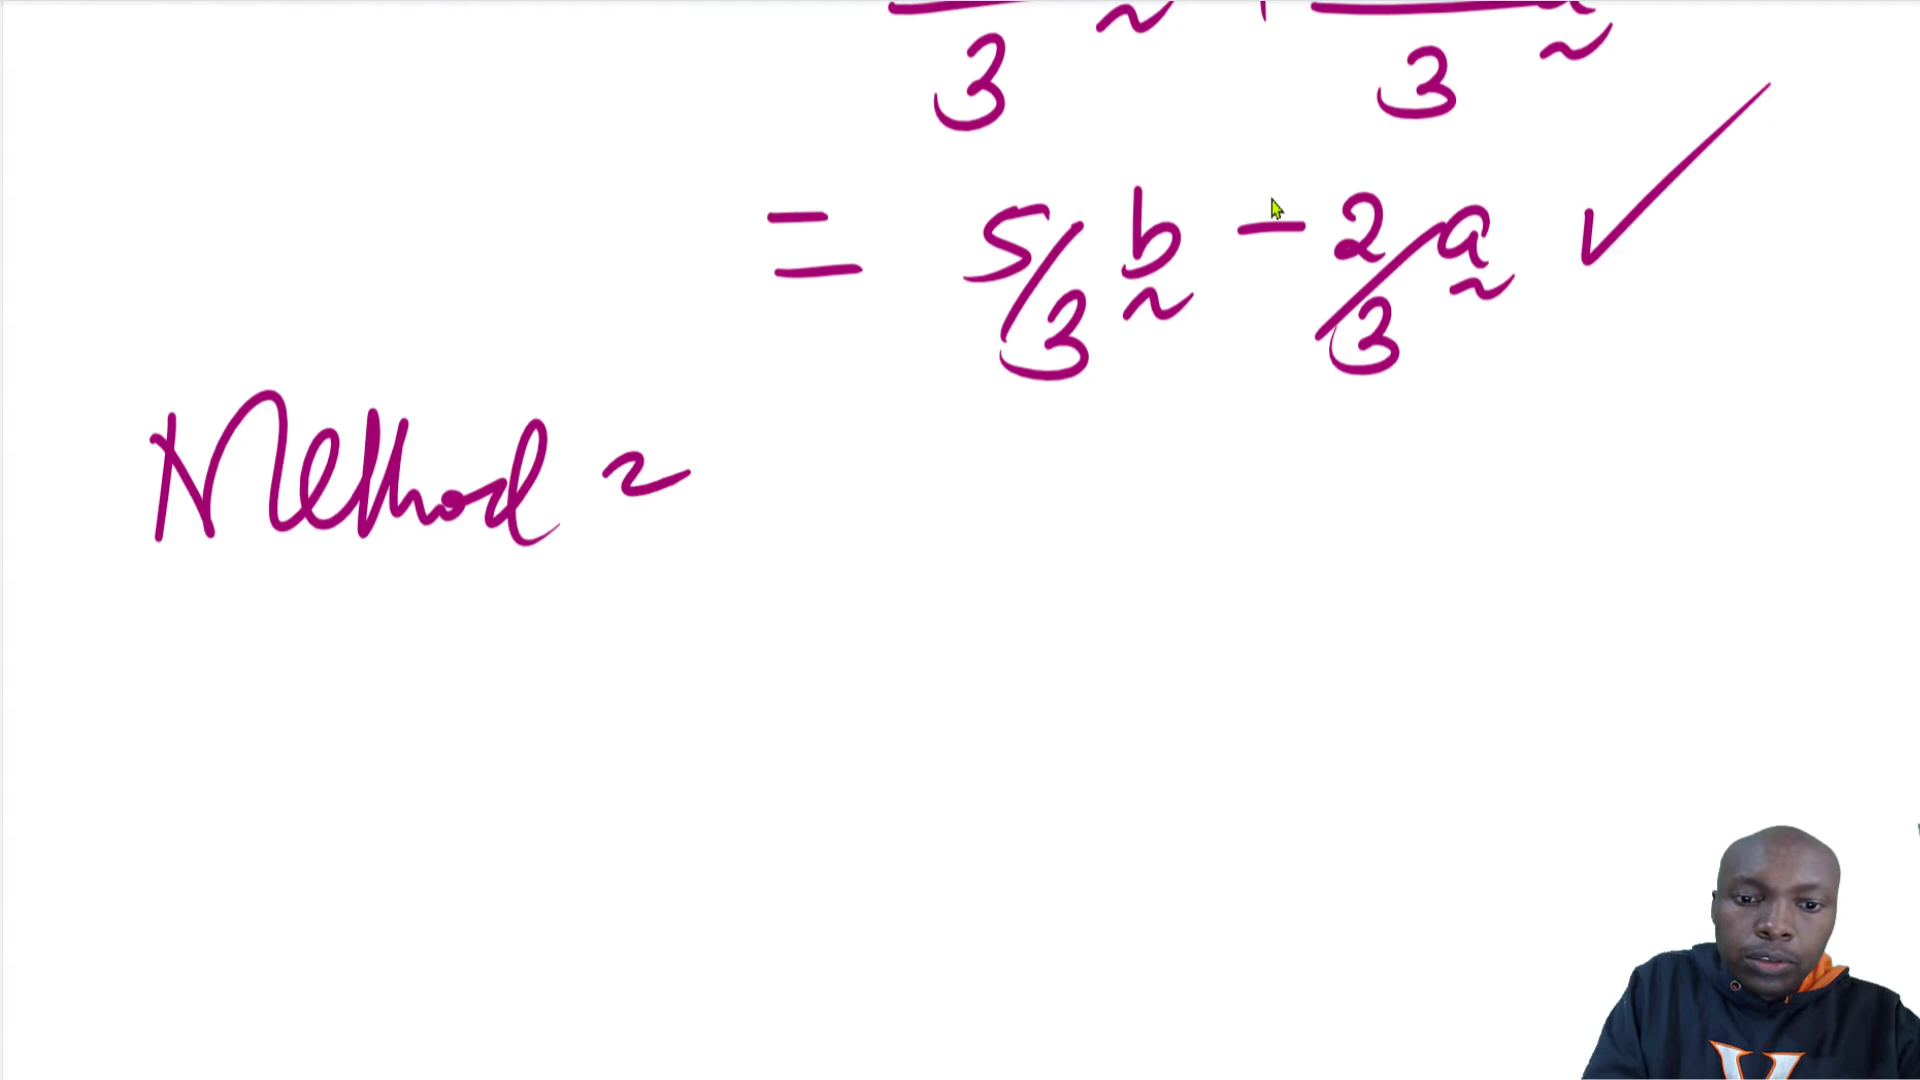 3 ~ 3 ~
= 5/3 b - 2/3 a ✓
Method 2
V